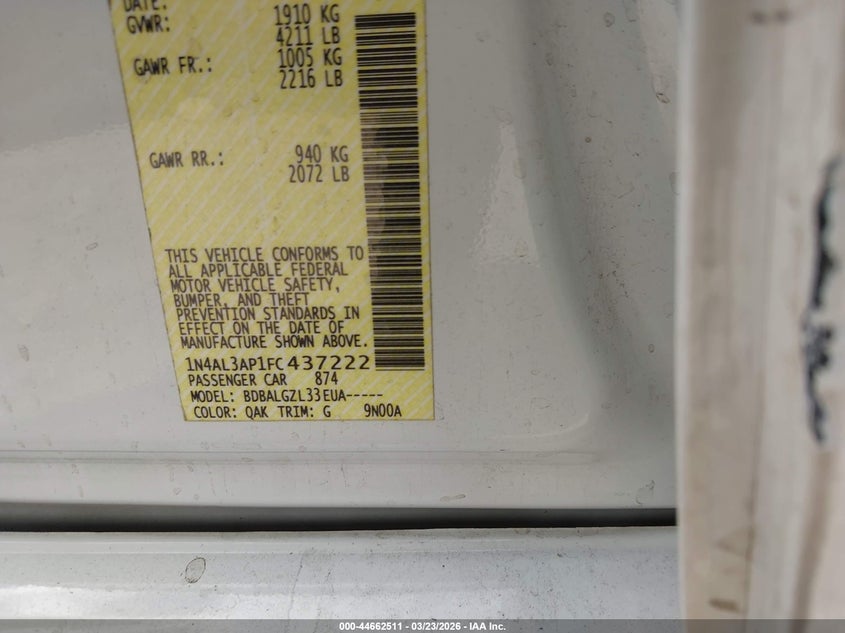 DATE:
GVWR: 1910 KG
4211 LB
GAWR FR.: 1005 KG
2216 LB
GAWR RR.: 940 KG
2072 LB
THIS VEHICLE CONFORMS TO
ALL APPLICABLE FEDERAL
MOTOR VEHICLE SAFETY,
BUMPER, AND THEFT
PREVENTION STANDARDS IN
EFFECT ON THE DATE OF
MANUFACTURE SHOWN ABOVE.
1N4AL3AP1FC437222
PASSENGER CAR 874
MODEL: BDBALGZL33EUA-----
COLOR: QAK TRIM: G 9N00A
000-44662511 - 03/23/2026 - IAA Inc.